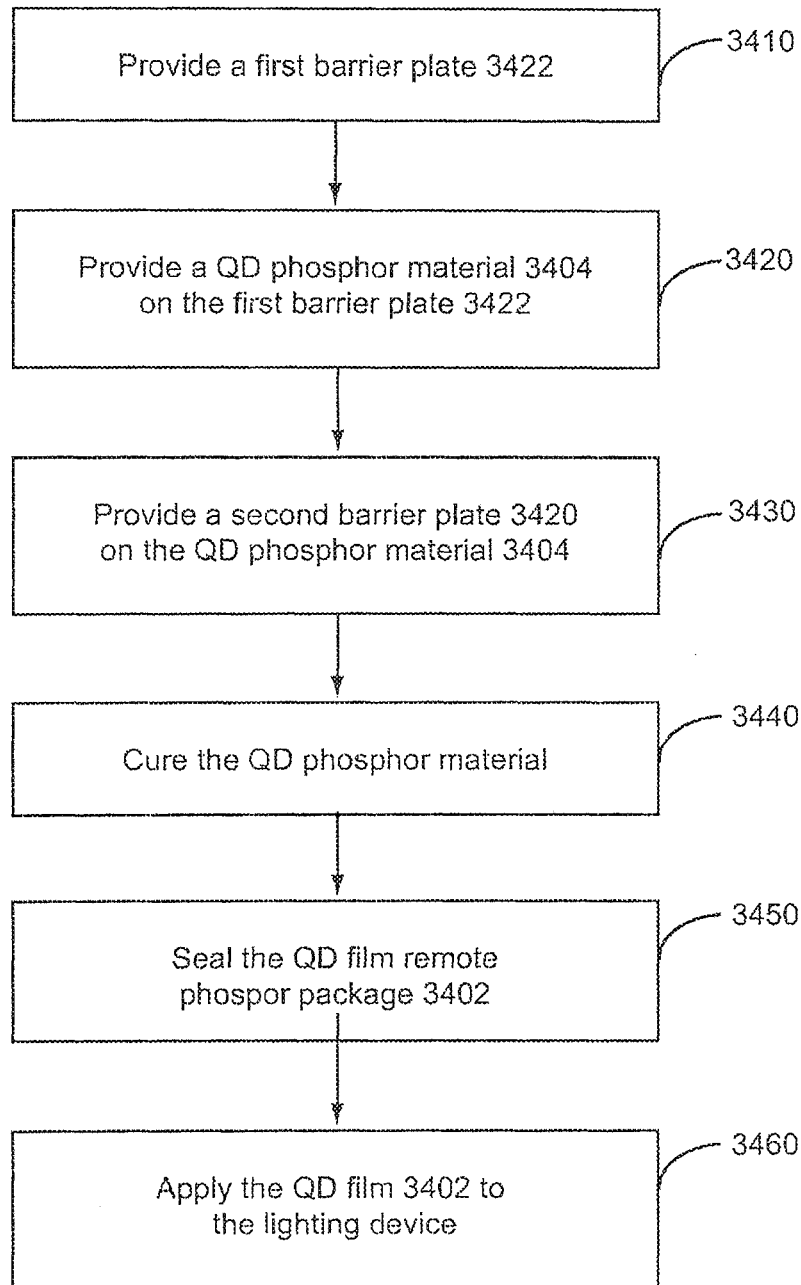 Provide a first barrier plate 3422
3410
Provide a QD phosphor material 3404
on the first barrier plate 3422
3420
Provide a second barrier plate 3420
on the QD phosphor material 3404
3430
Cure the QD phosphor material
3440
Seal the QD film remote
phospor package 3402
3450
Apply the QD film 3402 to
the lighting device
3460